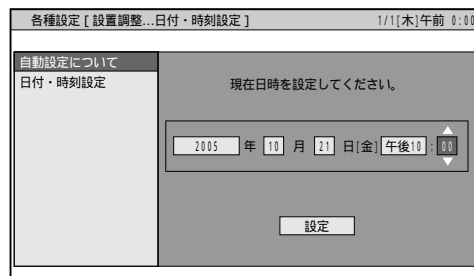 各種設定 [ 設置調整...日付・時刻設定 ] 1/1[木]午前 0:00
自動設定について
日付・時刻設定
現在日時を設定してください。
2005 年 10 月 21 日[金] 午後10 : 00
設定